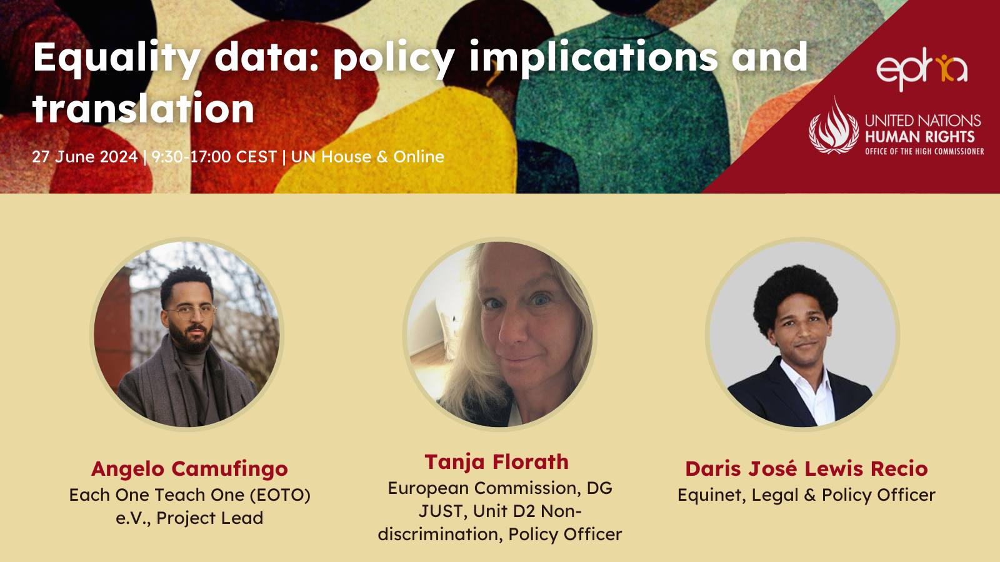 Equality data: policy implications and
translation
27 June 2024 | 9:30-17:00 CEST | UN House & Online
ephia
UNITED NATIONS
HUMAN RIGHTS
OFFICE OF THE HIGH COMMISSIONER
Angelo Camufingo
Each One Teach One (EOTO)
e.V., Project Lead
Tanja Florath
European Commission, DG
JUST, Unit D2 Non-
discrimination, Policy Officer
Daris José Lewis Recio
Equinet, Legal & Policy Officer